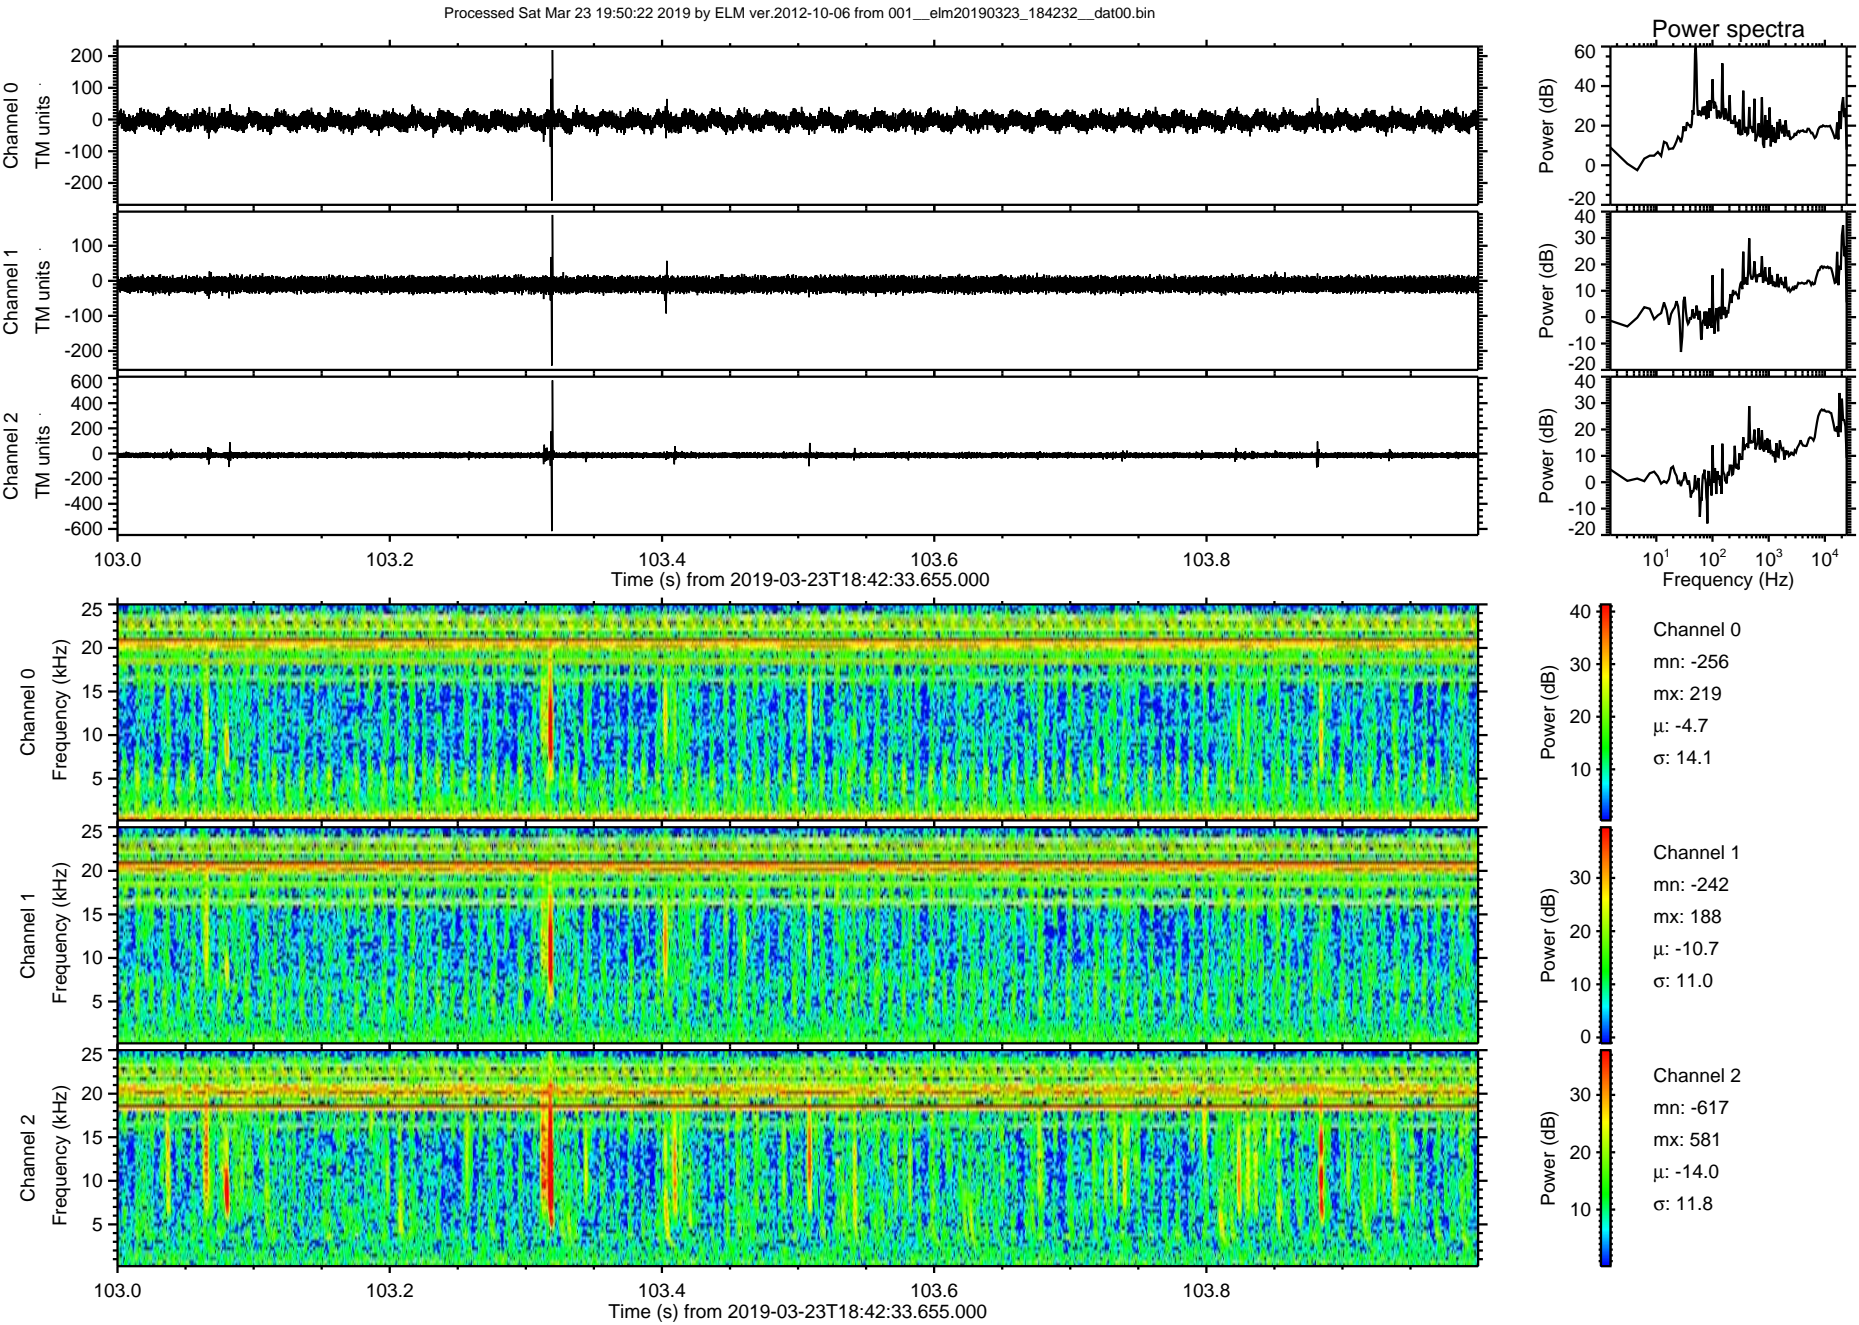 Processed Sat Mar 23 19:50:22 2019 by ELM ver.2012-10-06 from 001__elm20190323_184232__dat00.bin
Power spectra
Channel 0
TM units
200
100
0
-100
-200
Power (dB)
60
40
20
0
-20
Channel 1
TM units
100
0
-100
-200
Power (dB)
40
30
20
10
0
-10
-20
Channel 2
TM units
600
400
200
0
-200
-400
-600
Power (dB)
40
30
20
10
0
-10
-20
103.0 103.2 103.4 103.6 103.8
Time (s) from 2019-03-23T18:42:33.655.000
10¹ 10² 10³ 10⁴
Frequency (Hz)
Channel 0
Frequency (kHz)
25
20
15
10
5
Power (dB)
40
30
20
10
Channel 0
mn: -256
mx: 219
μ: -4.7
σ: 14.1
Channel 1
Frequency (kHz)
25
20
15
10
5
Power (dB)
30
20
10
0
Channel 1
mn: -242
mx: 188
μ: -10.7
σ: 11.0
Channel 2
Frequency (kHz)
25
20
15
10
5
Power (dB)
30
20
10
Channel 2
mn: -617
mx: 581
μ: -14.0
σ: 11.8
103.0 103.2 103.4 103.6 103.8
Time (s) from 2019-03-23T18:42:33.655.000